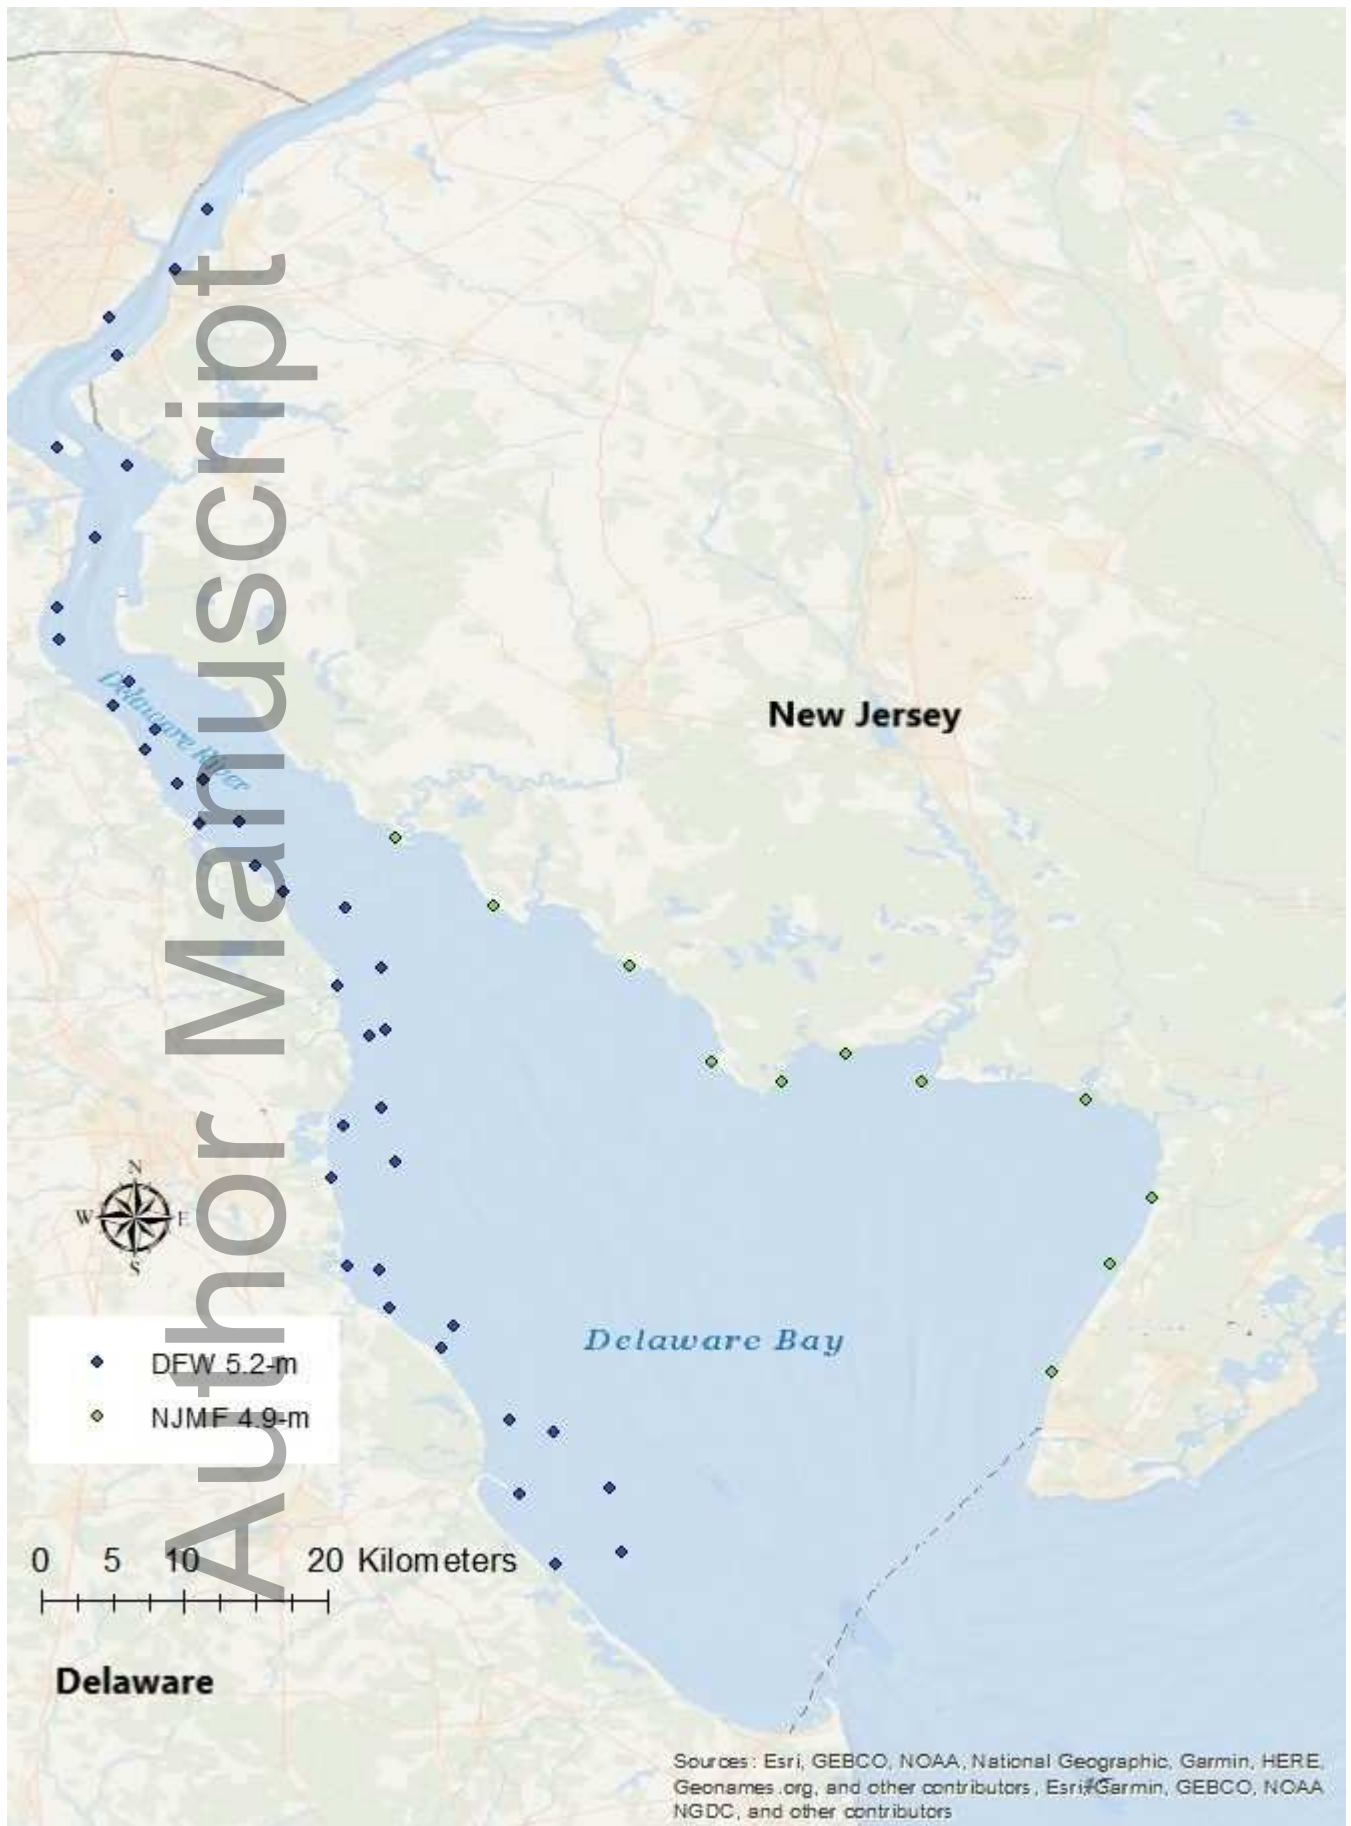 Author Manuscript
Delaware River
New Jersey
N
W E
S
Delaware Bay
DFW 5.2-m
NJMF 4.9-m
0 5 10 20 Kilometers
Delaware
Sources: Esri, GEBCO, NOAA, National Geographic, Garmin, HERE,
Geonames.org, and other contributors, Esri, Garmin, GEBCO, NOAA
NGDC, and other contributors